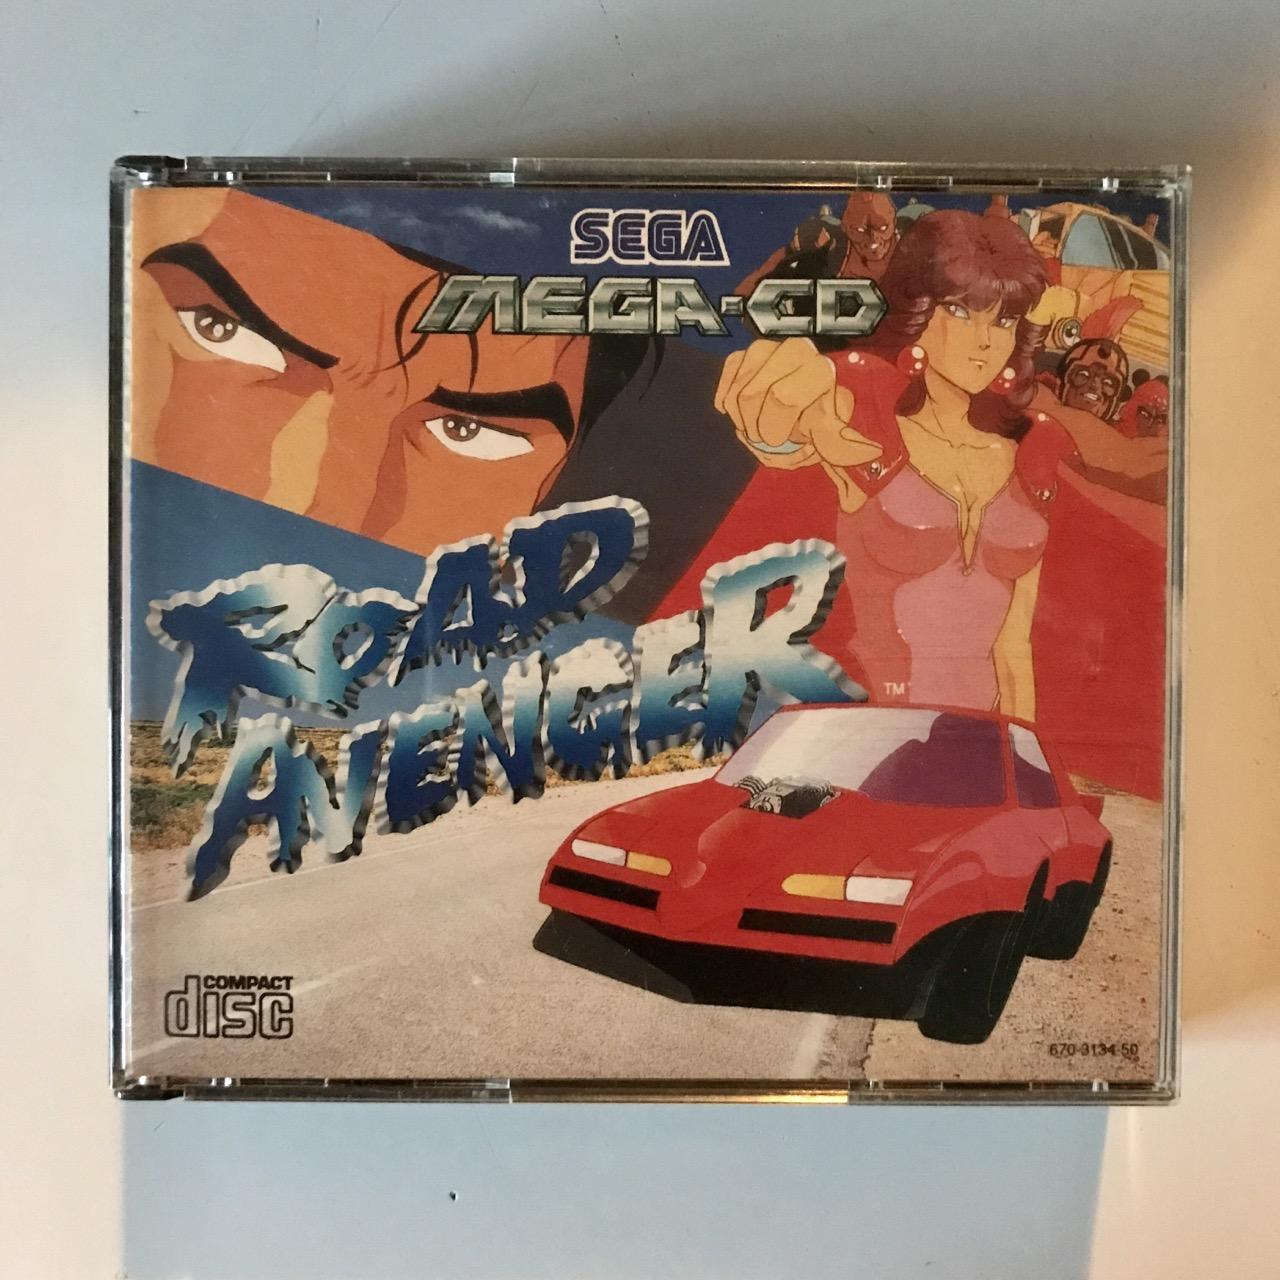 SEGA
MEGA-CD
ROAD
AVENGER
TM
COMPACT
disc
670-3134-50